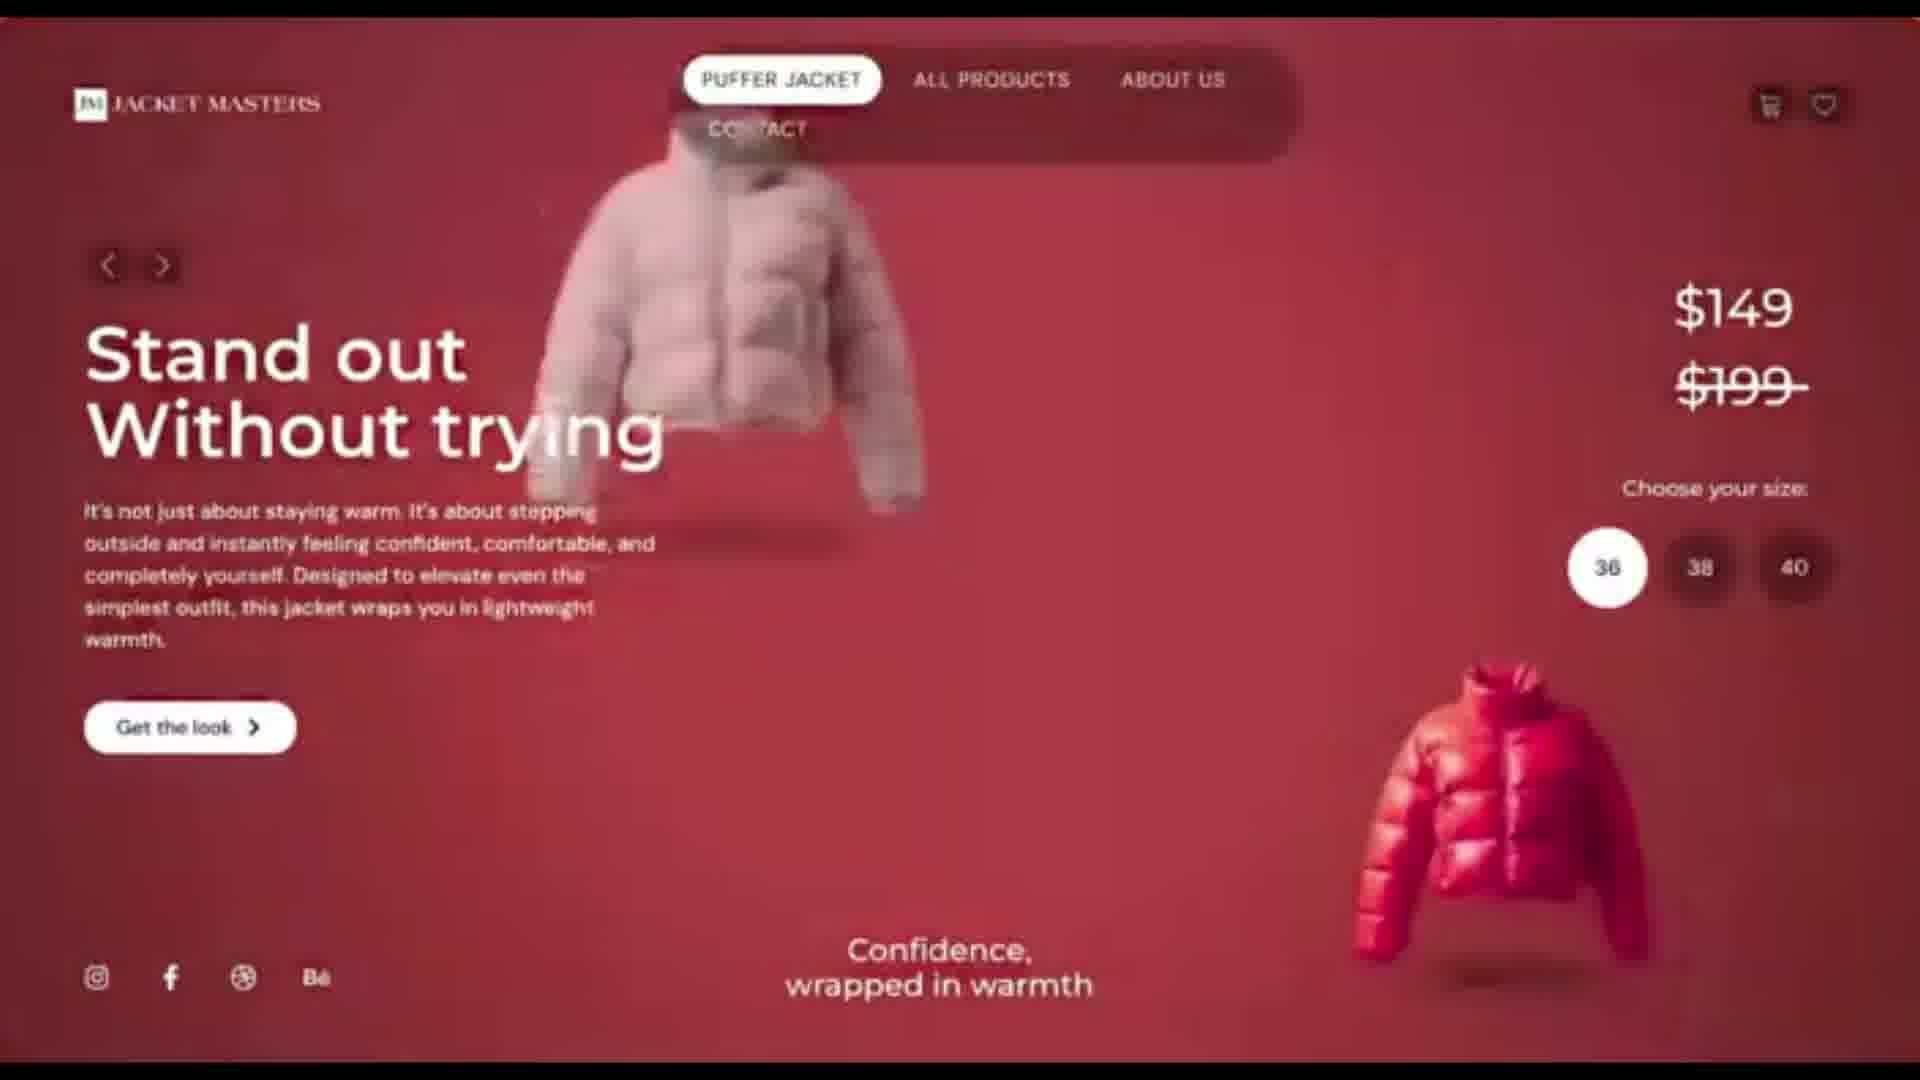 JM JACKET MASTERS
PUFFER JACKET ALL PRODUCTS ABOUT US
CONTACT
Stand out
Without trying
It's not just about staying warm. It's about stepping
outside and instantly feeling confident, comfortable, and
completely yourself. Designed to elevate even the
simplest outfit, this jacket wraps you in lightweight
warmth.
Get the look
$149
$199
Choose your size:
36 38 40
Confidence,
wrapped in warmth
Bē